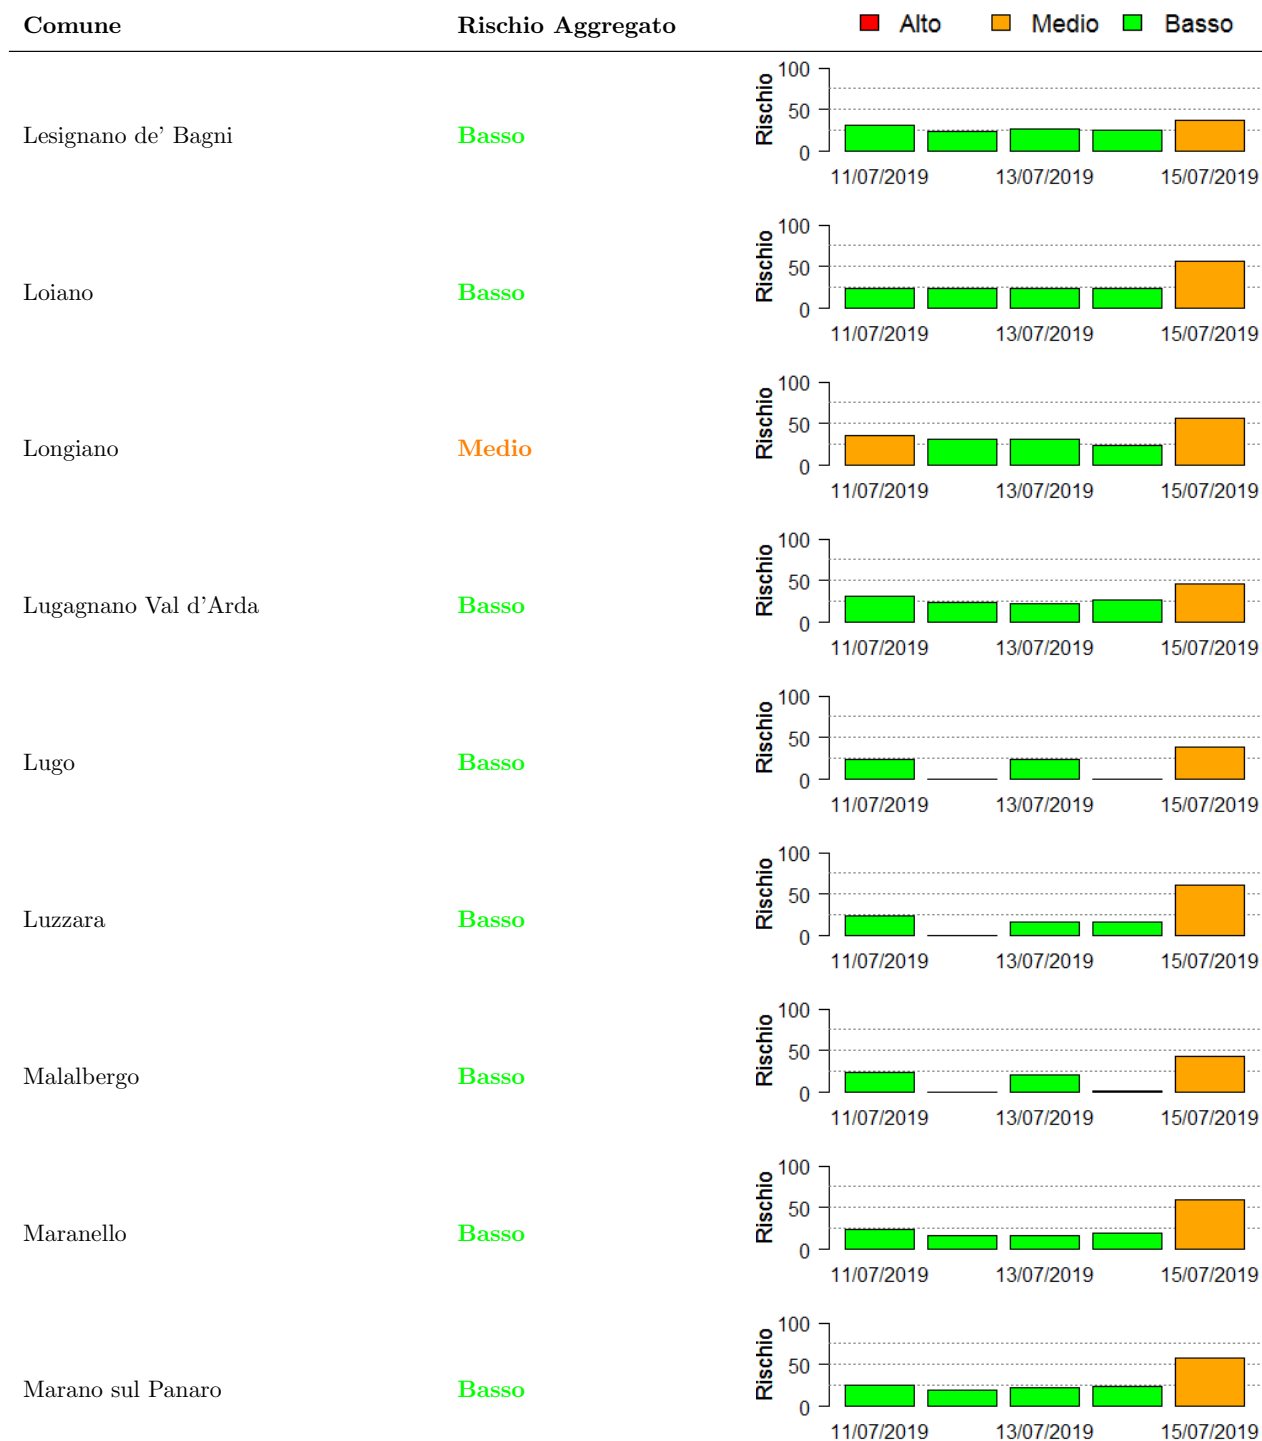 Comune Rischio Aggregato Alto Medio Basso
Lesignano de' Bagni Basso Rischio 100 50 0
11/07/2019 13/07/2019 15/07/2019
Loiano Basso Rischio 100 50 0
11/07/2019 13/07/2019 15/07/2019
Longiano Medio Rischio 100 50 0
11/07/2019 13/07/2019 15/07/2019
Lugagnano Val d'Arda Basso Rischio 100 50 0
11/07/2019 13/07/2019 15/07/2019
Lugo Basso Rischio 100 50 0
11/07/2019 13/07/2019 15/07/2019
Luzzara Basso Rischio 100 50 0
11/07/2019 13/07/2019 15/07/2019
Malalbergo Basso Rischio 100 50 0
11/07/2019 13/07/2019 15/07/2019
Maranello Basso Rischio 100 50 0
11/07/2019 13/07/2019 15/07/2019
Marano sul Panaro Basso Rischio 100 50 0
11/07/2019 13/07/2019 15/07/2019